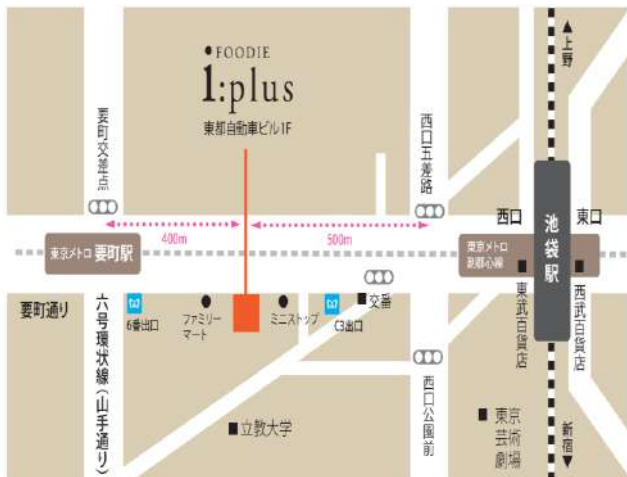 FOODIE
i:plus
東都自動車ビル1F
▲上野
要町交差点
西口五差路
400m
500m
西口
東口
池袋駅
東京メトロ 要町駅
東京メトロ
副都心線
要町通り
6番出口
ファミリー
マート
ミニストップ
C3出口
交番
東武百貨店
西武百貨店
六号環状線(山手通り)
立教大学
西口公園前
東京
芸術
劇場
新宿▼